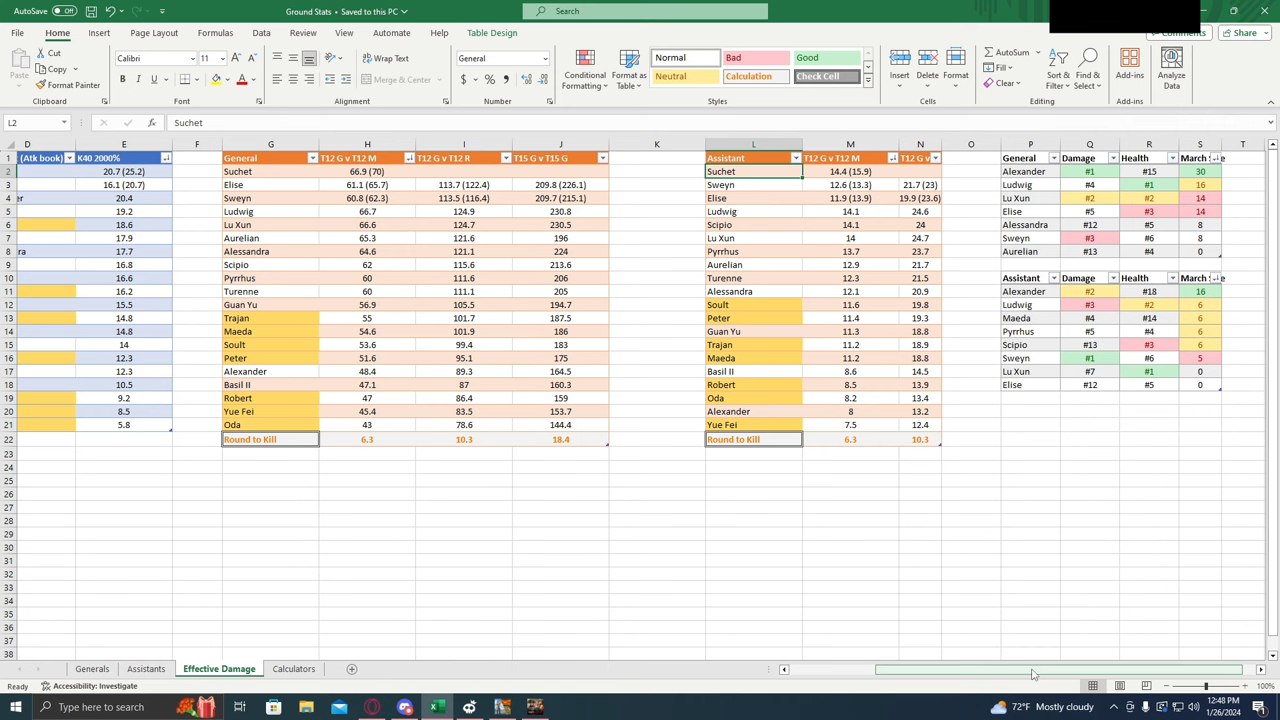 AutoSave Off Ground Stats - Saved to this PC Search
File Home Insert Page Layout Formulas Data Review View Automate Help Table Design Comments Share
Paste Cut Copy Format Painter Clipboard
Calibri 11 B I U Font
Wrap Text Merge & Center Alignment
General $ % Number
Conditional Formatting Format as Table Normal Bad Good Neutral Calculation Check Cell Styles
Insert Delete Format Cells
AutoSum Fill Clear Sort & Filter Find & Select Editing
Add-ins Add-ins Analyze Data
L2 Suchet
D E F G H I J K L M N O P Q R S T
1 (Atk book) K40 2000% General T12 G v T12 M T12 G v T12 R T15 G v T15 G Assistant T12 G v T12 M T12 G v General Damage Health March Size
2 20.7 (25.2) Suchet 66.9 (70) Suchet 14.4 (15.9) Alexander #1 #15 30
3 16.1 (20.7) Elise 61.1 (65.7) 113.7 (122.4) 209.8 (226.1) Sweyn 12.6 (13.3) 21.7 (23) Ludwig #4 #1 16
4 er 20.4 Sweyn 60.8 (62.3) 113.5 (116.4) 209.7 (215.1) Elise 11.9 (13.9) 19.9 (23.6) Lu Xun #2 #2 14
5 19.2 Ludwig 66.7 124.9 230.8 Ludwig 14.1 24.6 Elise #5 #3 14
6 18.6 Lu Xun 66.6 124.7 230.5 Scipio 14.1 24 Alessandra #12 #5 8
7 17.9 Aurelian 65.3 121.6 196 Lu Xun 14 24.7 Sweyn #3 #6 8
8 ra 17.7 Alessandra 64.6 121.1 224 Pyrrhus 13.7 23.7 Aurelian #13 #4 0
9 16.8 Scipio 62 115.6 213.6 Aurelian 12.9 21.7
10 16.6 Pyrrhus 60 111.6 206 Turenne 12.3 21.5 Assistant Damage Health March Size
11 16.2 Turenne 60 111.1 205 Alessandra 12.1 20.9 Alexander #2 #18 16
12 15.5 Guan Yu 56.9 105.5 194.7 Soult 11.6 19.8 Ludwig #3 #2 6
13 14.8 Trajan 55 101.7 187.5 Peter 11.4 19.3 Maeda #4 #14 6
14 14.8 Maeda 54.6 101.9 186 Guan Yu 11.3 18.8 Pyrrhus #5 #4 6
15 14 Soult 53.6 99.4 183 Trajan 11.2 18.9 Scipio #13 #3 6
16 12.3 Peter 51.6 95.1 175 Maeda 11.2 18.8 Sweyn #1 #6 5
17 12.3 Alexander 48.4 89.3 164.5 Basil II 8.6 14.5 Lu Xun #7 #1 0
18 10.5 Basil II 47.1 87 160.3 Robert 8.5 13.9 Elise #12 #5 0
19 9.2 Robert 47 86.4 159 Oda 8.2 13.4
20 8.5 Yue Fei 45.4 83.5 153.7 Alexander 8 13.2
21 5.8 Oda 43 78.6 144.4 Yue Fei 7.5 12.4
22 Round to Kill 6.3 10.3 18.4 Round to Kill 6.3 10.3
23
24
25
26
27
28
29
30
31
32
33
34
35
36
37
38
Generals Assistants Effective Damage Calculators
Ready Accessibility: Investigate 100%
Type here to search 72°F Mostly cloudy 12:48 PM
1/26/2024